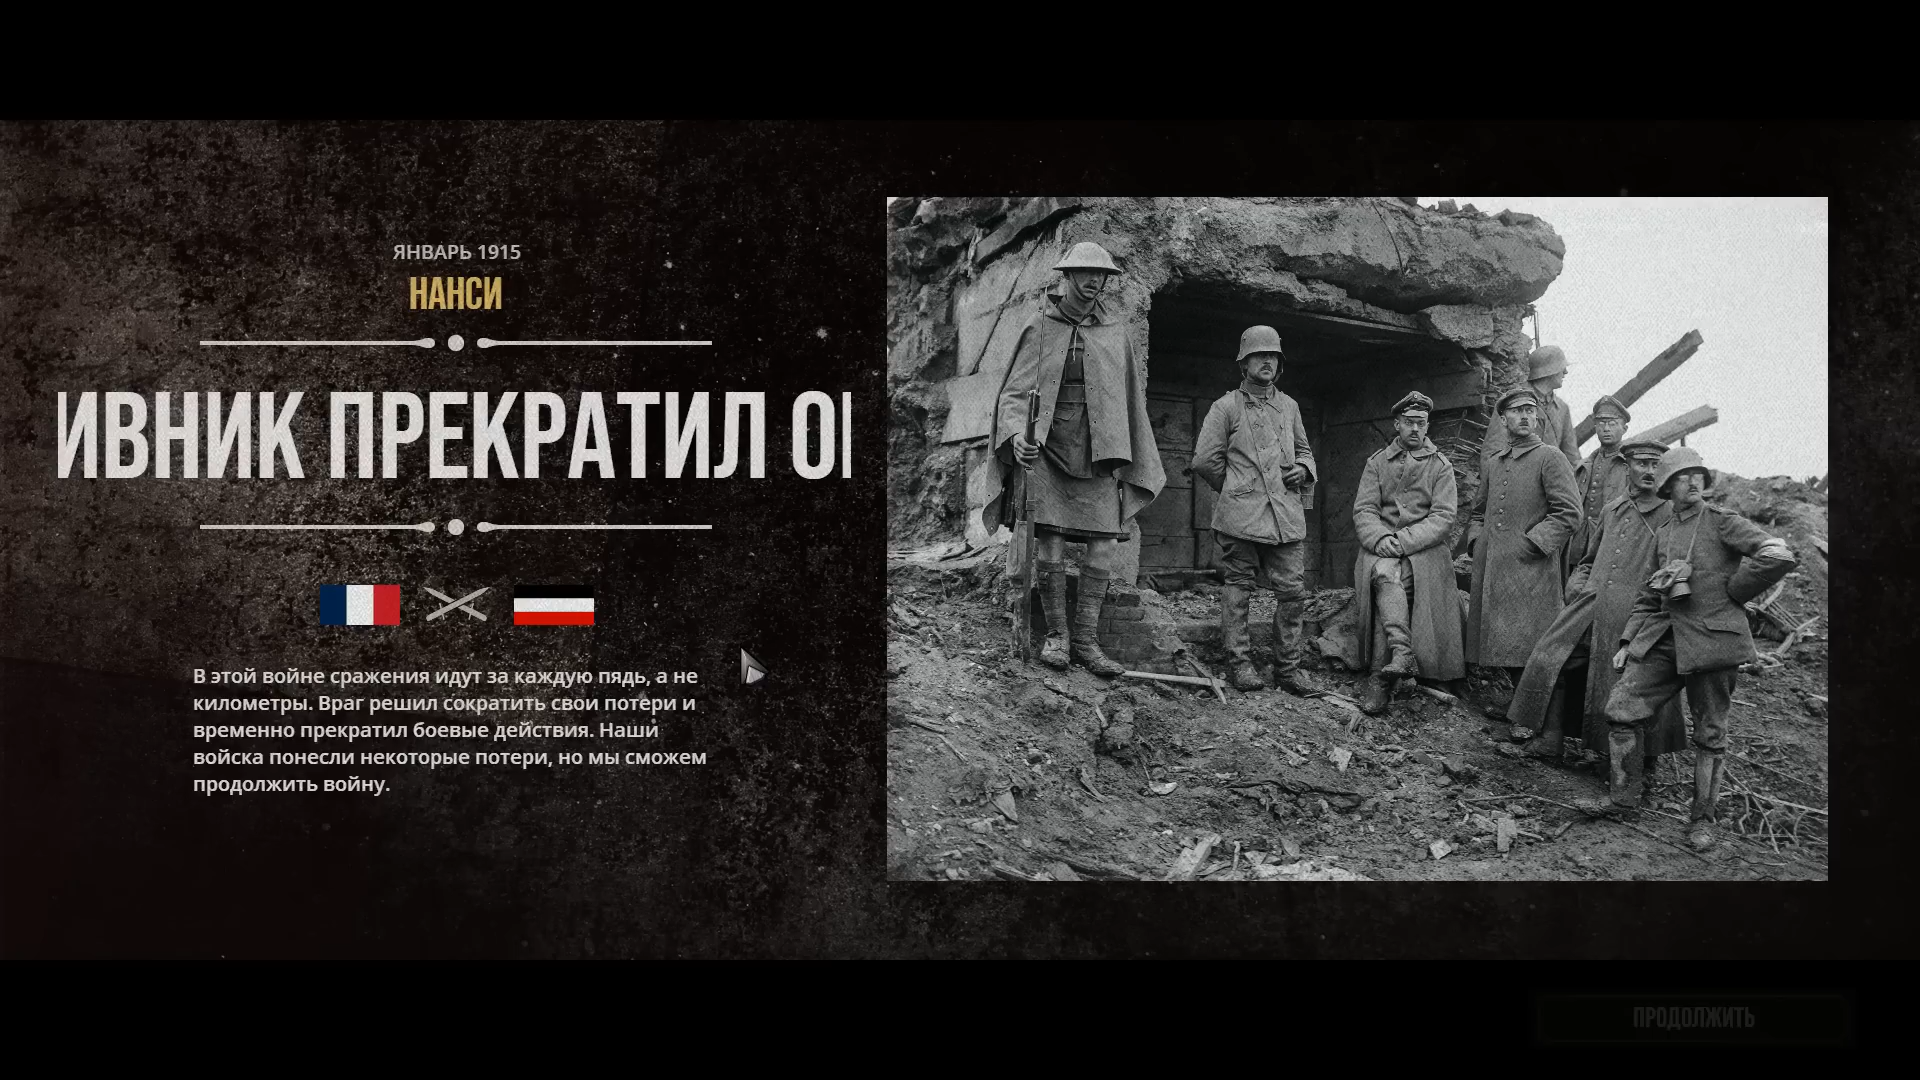 ЯНВАРЬ 1915
НАНСИ
ИВНИК ПРЕКРАТИЛ
В этой войне сражения идут за каждую пядь, а не
километры. Враг решил сократить свои потери и
временно прекратил боевые действия. Наши
войска понесли некоторые потери, но мы сможем
продолжить войну.
ПРОДОЛЖИТЬ